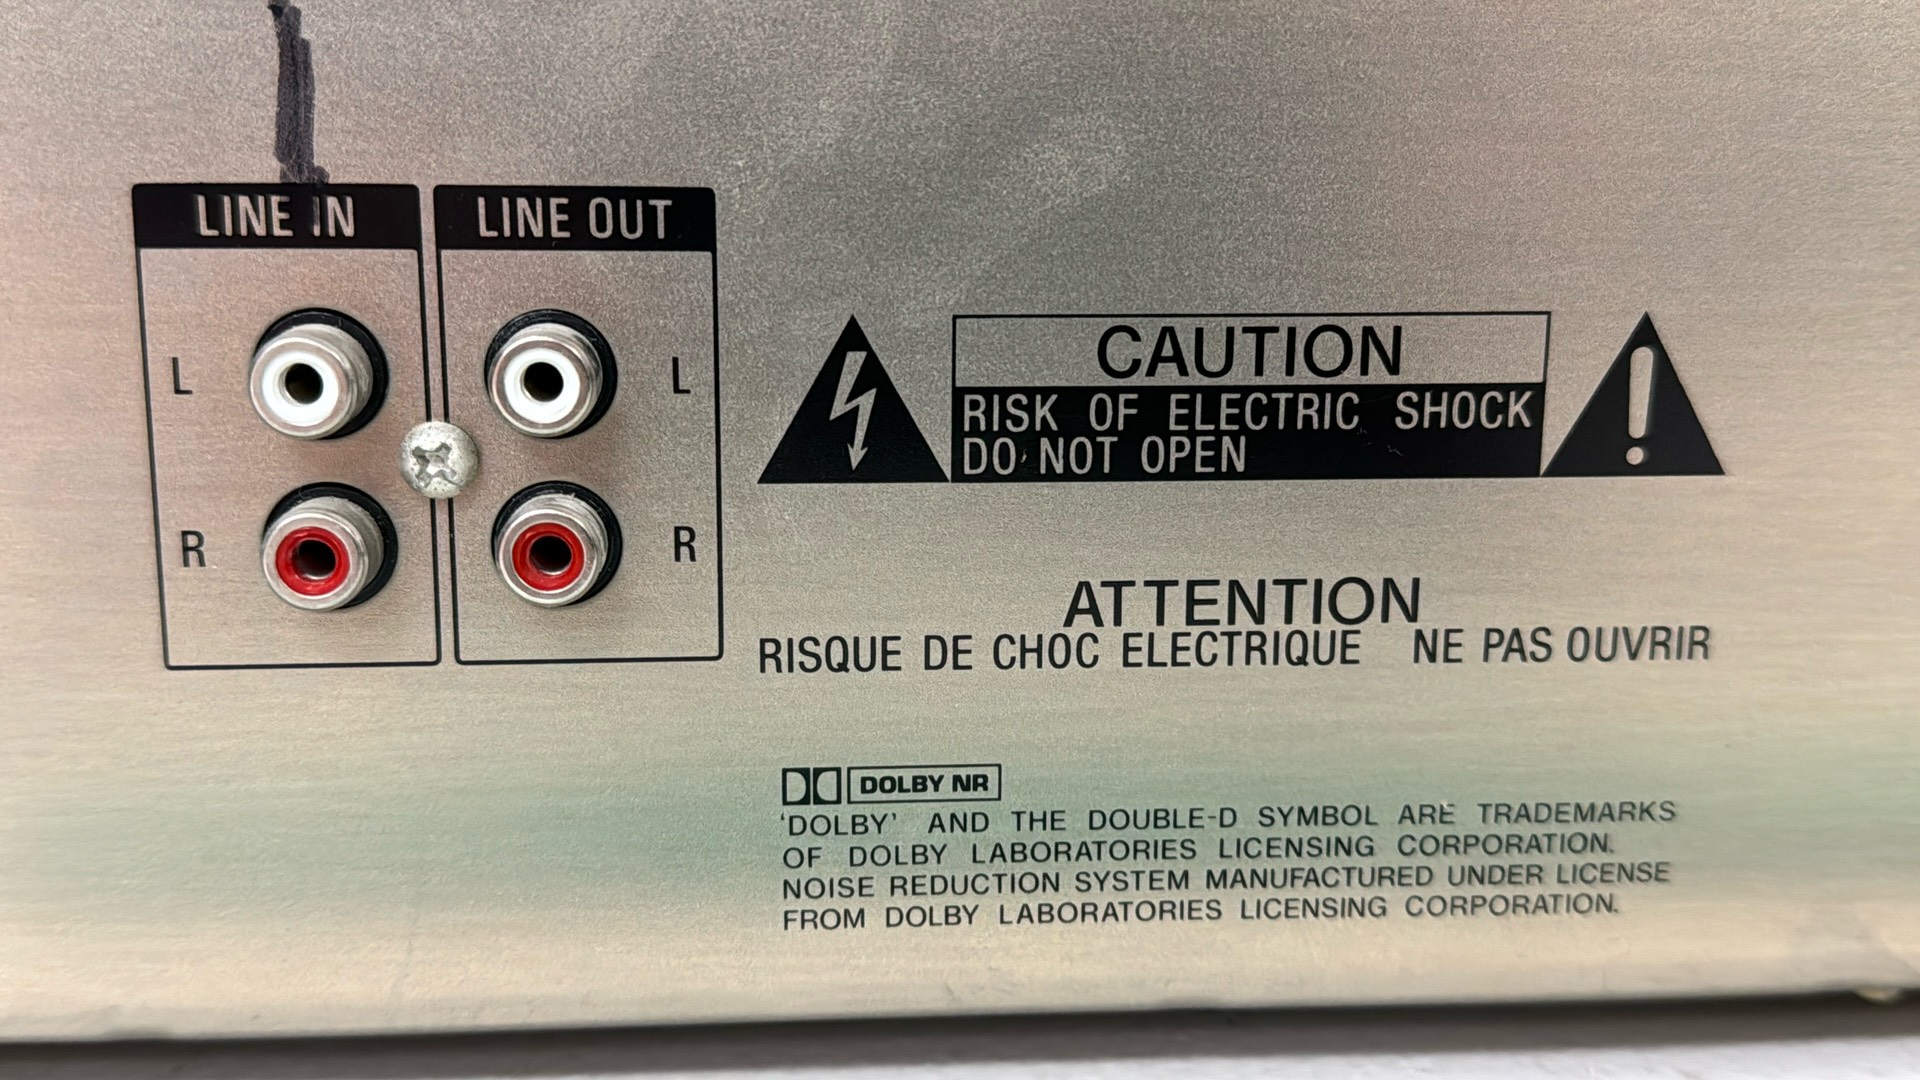 LINE IN
LINE OUT
L
L
R
R
CAUTION
RISK OF ELECTRIC SHOCK
DO NOT OPEN
ATTENTION
RISQUE DE CHOC ELECTRIQUE NE PAS OUVRIR
DOLBY NR
'DOLBY' AND THE DOUBLE-D SYMBOL ARE TRADEMARKS
OF DOLBY LABORATORIES LICENSING CORPORATION.
NOISE REDUCTION SYSTEM MANUFACTURED UNDER LICENSE
FROM DOLBY LABORATORIES LICENSING CORPORATION.